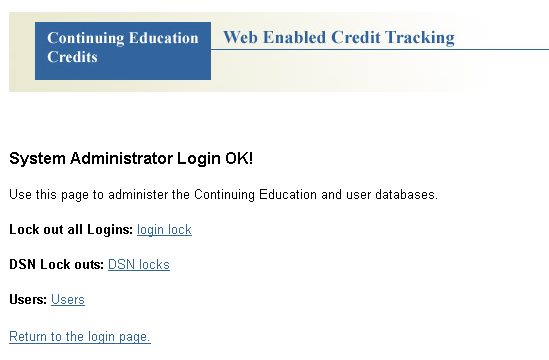 Continuing Education
Credits
Web Enabled Credit Tracking
System Administrator Login OK!
Use this page to administer the Continuing Education and user databases.
Lock out all Logins: login lock
DSN Lock outs: DSN locks
Users: Users
Return to the login page.